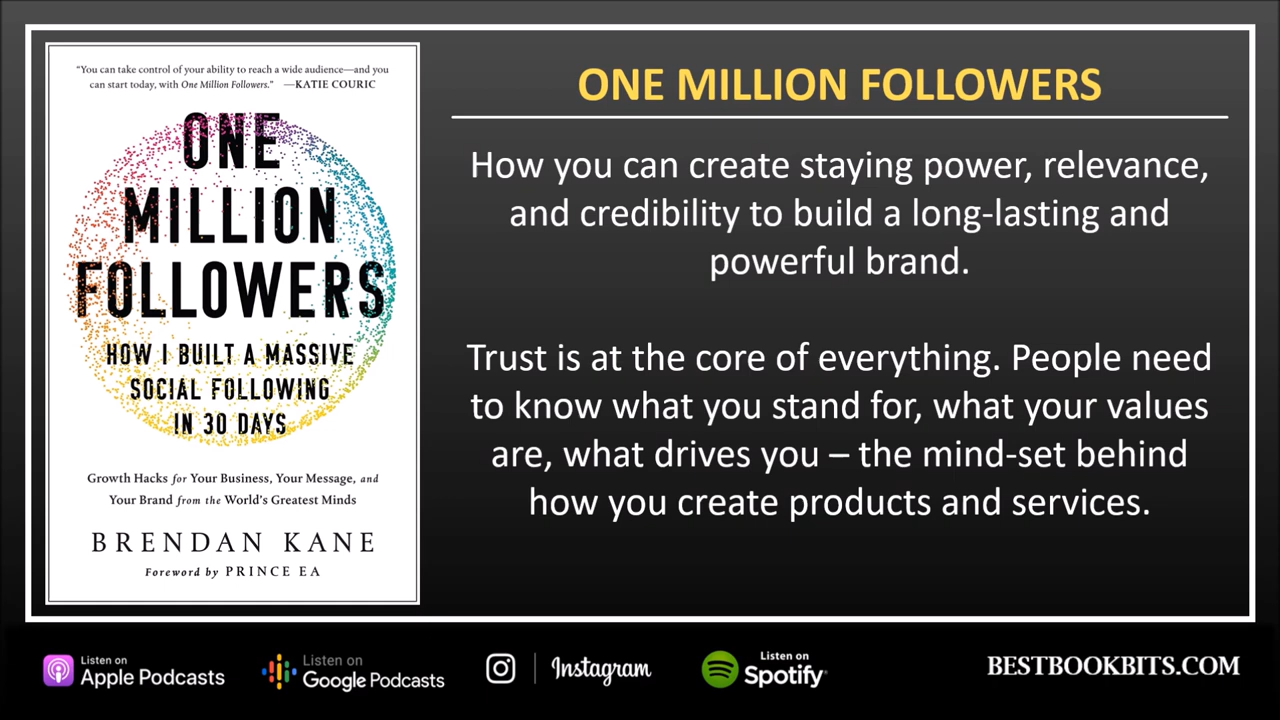 “You can take control of your ability to reach a wide audience—and you
can start today, with One Million Followers.” —KATIE COURIC
ONE
MILLION
FOLLOWERS
HOW I BUILT A MASSIVE
SOCIAL FOLLOWING
IN 30 DAYS
Growth Hacks for Your Business, Your Message, and
Your Brand from the World's Greatest Minds
BRENDAN KANE
Foreword by PRINCE EA
ONE MILLION FOLLOWERS
How you can create staying power, relevance,
and credibility to build a long-lasting and
powerful brand.
Trust is at the core of everything. People need
to know what you stand for, what your values
are, what drives you – the mind-set behind
how you create products and services.
Listen on
Apple Podcasts
Listen on
Google Podcasts
Instagram
Listen on
Spotify
BESTBOOKBITS.COM